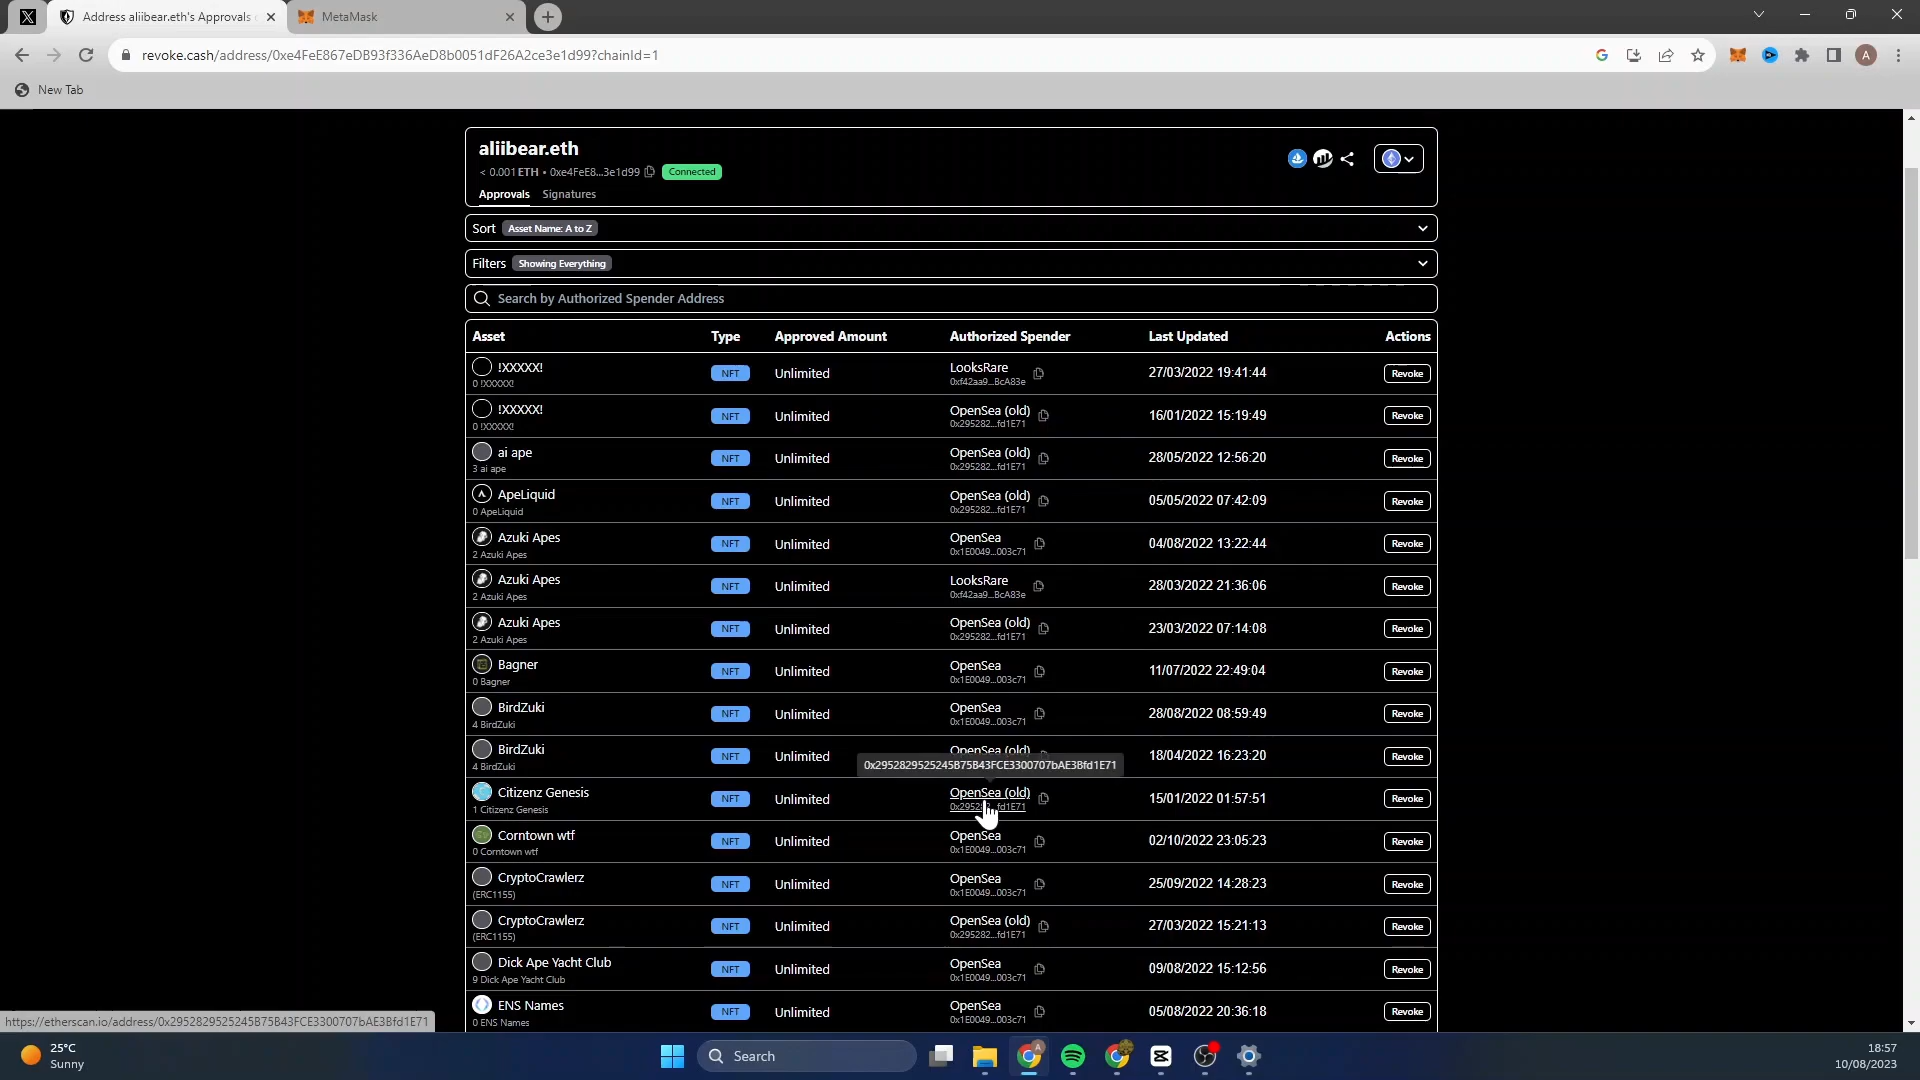 Address aliibear.eth's Approvals
MetaMask
revoke.cash/address/0xe4FeE867eDB93f336AeD8b0051dF26A2ce3e1d99?chainId=1
A
New Tab
aliibear.eth
< 0.001 ETH • 0xe4FeE8...3e1d99 Connected
Approvals Signatures
Sort Asset Name: A to Z
Filters Showing Everything
Search by Authorized Spender Address
Asset Type Approved Amount Authorized Spender Last Updated Actions
!XXXXX! NFT Unlimited LooksRare 27/03/2022 19:41:44 Revoke
0 !XXXXX! 0xf42aa9...BcA83e
!XXXXX! NFT Unlimited OpenSea (old) 16/01/2022 15:19:49 Revoke
0 !XXXXX! 0x295282...fd1E71
ai ape NFT Unlimited OpenSea (old) 28/05/2022 12:56:20 Revoke
3 ai ape 0x295282...fd1E71
ApeLiquid NFT Unlimited OpenSea (old) 05/05/2022 07:42:09 Revoke
0 ApeLiquid 0x295282...fd1E71
Azuki Apes NFT Unlimited OpenSea 04/08/2022 13:22:44 Revoke
2 Azuki Apes 0x1E0049...003c71
Azuki Apes NFT Unlimited LooksRare 28/03/2022 21:36:06 Revoke
2 Azuki Apes 0xf42aa9...BcA83e
Azuki Apes NFT Unlimited OpenSea (old) 23/03/2022 07:14:08 Revoke
2 Azuki Apes 0x295282...fd1E71
Bagner NFT Unlimited OpenSea 11/07/2022 22:49:04 Revoke
0 Bagner 0x1E0049...003c71
BirdZuki NFT Unlimited OpenSea 28/08/2022 08:59:49 Revoke
4 BirdZuki 0x1E0049...003c71
BirdZuki NFT Unlimited OpenSea (old) 18/04/2022 16:23:20 Revoke
4 BirdZuki 0x2952829525245B75B43FCE3300707bAE3Bfd1E71
Citizenz Genesis NFT Unlimited OpenSea (old) 15/01/2022 01:57:51 Revoke
1 Citizenz Genesis fd1E71
Corntown wtf NFT Unlimited OpenSea 02/10/2022 23:05:23 Revoke
0 Corntown wtf 0x1E0049...003c71
CryptoCrawlerz NFT Unlimited OpenSea 25/09/2022 14:28:23 Revoke
(ERC1155) 0x1E0049...003c71
CryptoCrawlerz NFT Unlimited OpenSea (old) 27/03/2022 15:21:13 Revoke
(ERC1155) 0x295282...fd1E71
Dick Ape Yacht Club NFT Unlimited OpenSea 09/08/2022 15:12:56 Revoke
9 Dick Ape Yacht Club 0x1E0049...003c71
ENS Names NFT Unlimited OpenSea 05/08/2022 20:36:18 Revoke
0 ENS Names 0x1E0049...003c71
https://etherscan.io/address/0x2952829525245B75B43FCE3300707bAE3Bfd1E71
25°C
Sunny
Search
18:57
10/08/2023